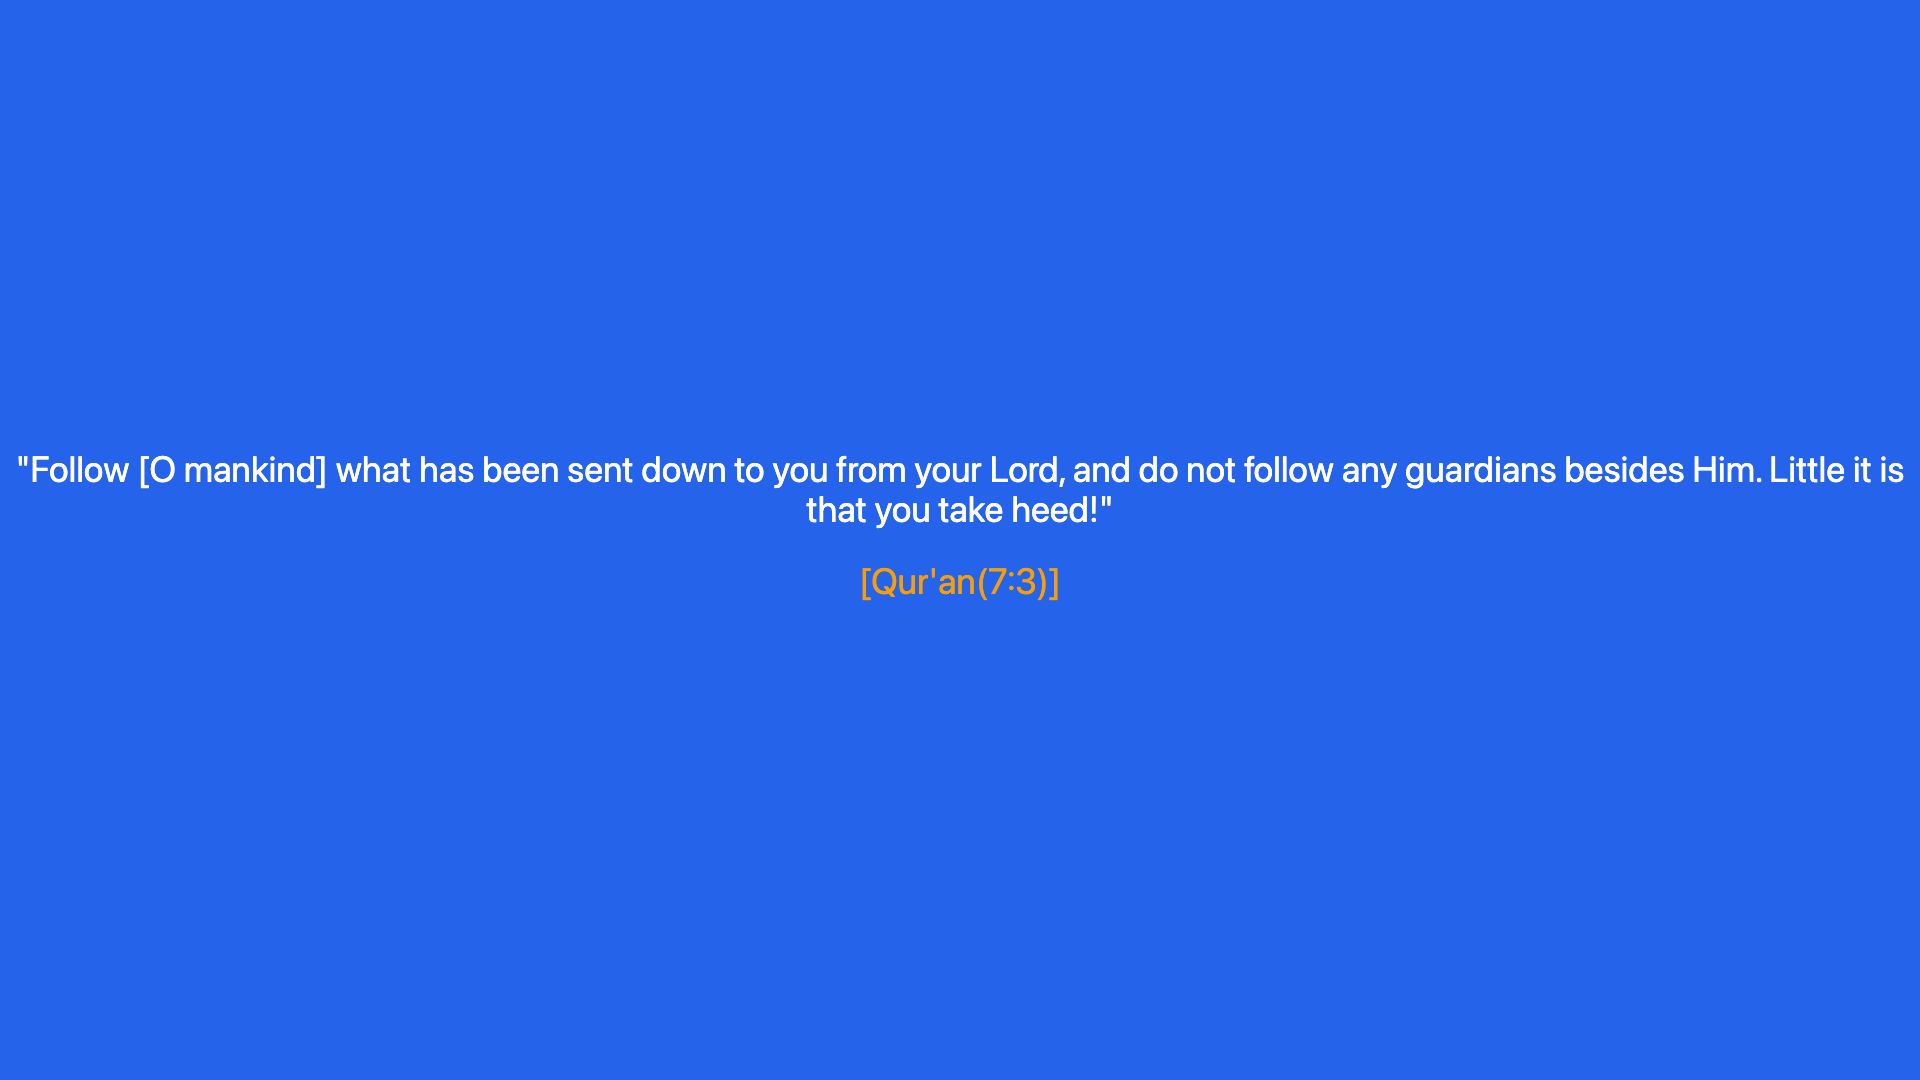 "Follow [O mankind] what has been sent down to you from your Lord, and do not follow any guardians besides Him. Little it is
that you take heed!"
[Qur'an(7:3)]